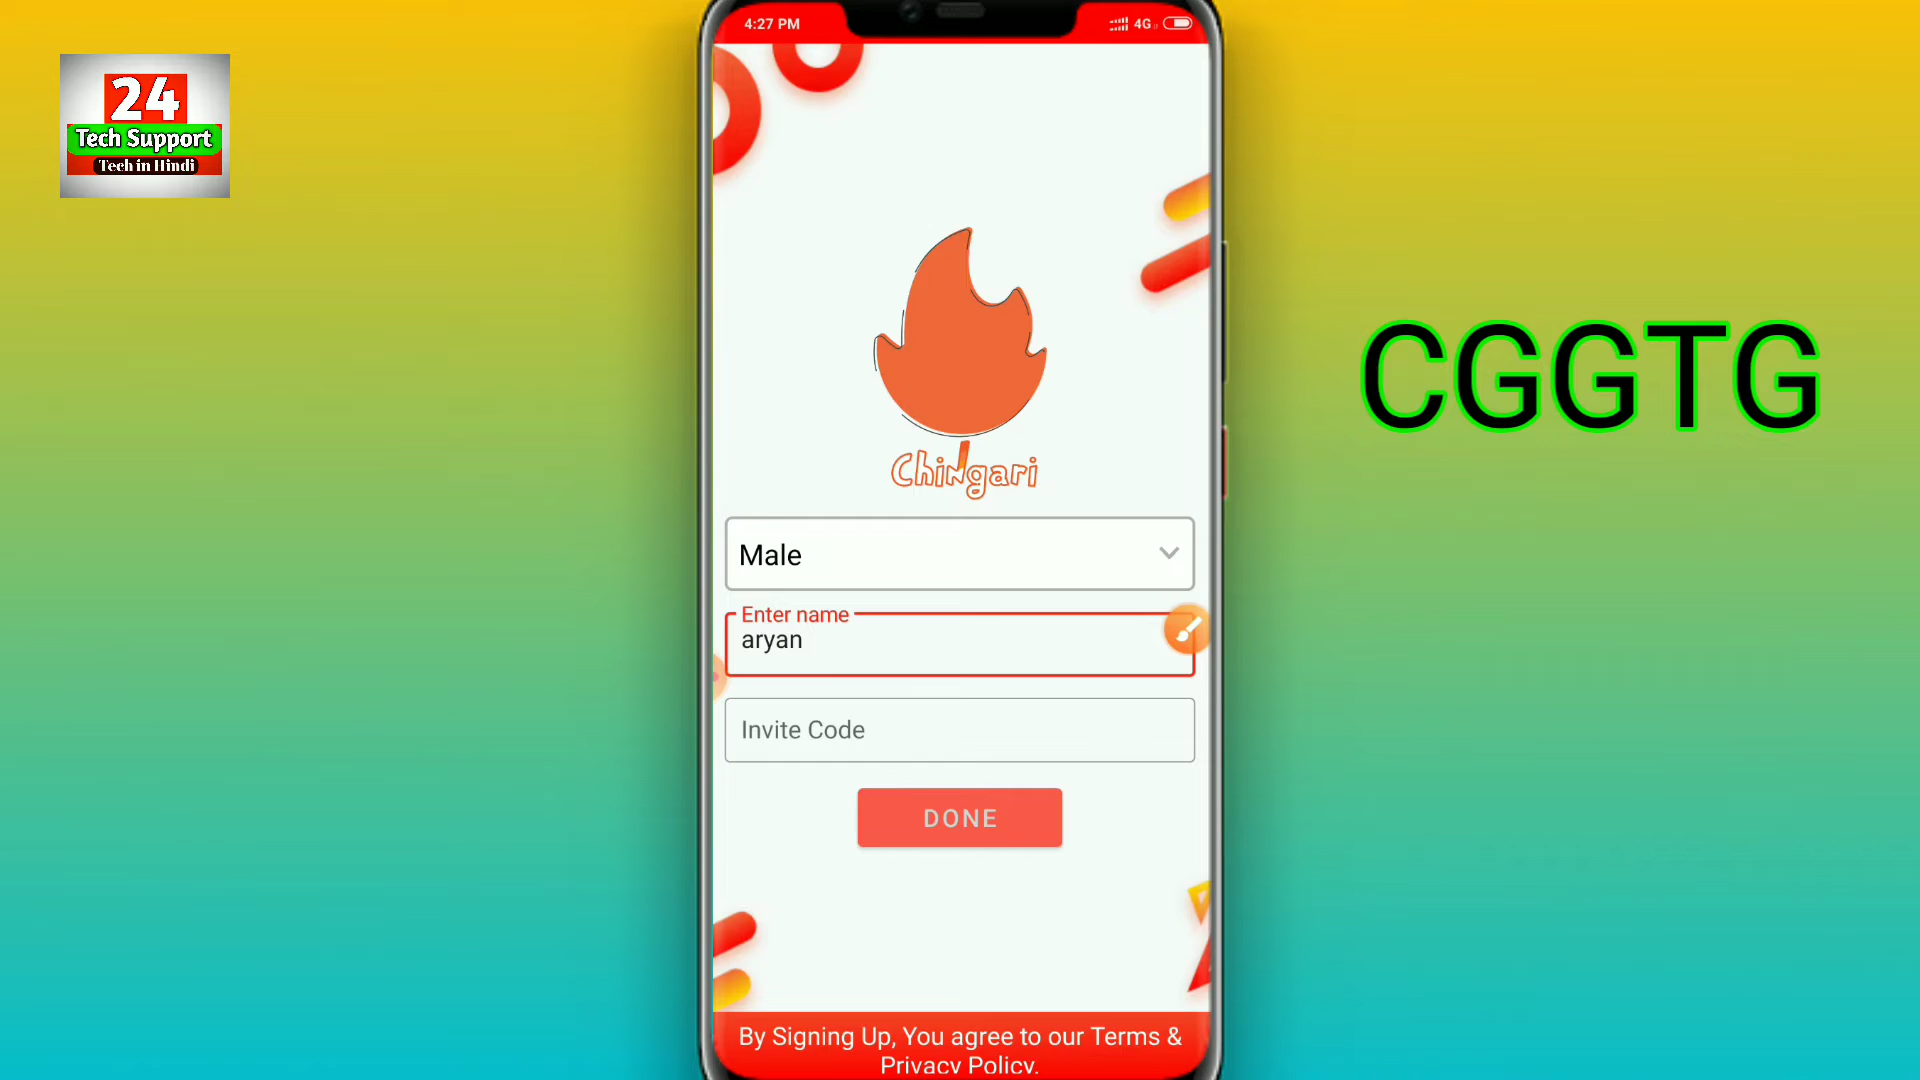 24
Tech Support
Tech in Hindi
4:27 PM
4G
Chingari
CGGTG
Male
Enter name
aryan
Invite Code
DONE
By Signing Up, You agree to our Terms &
Privacy Policy.